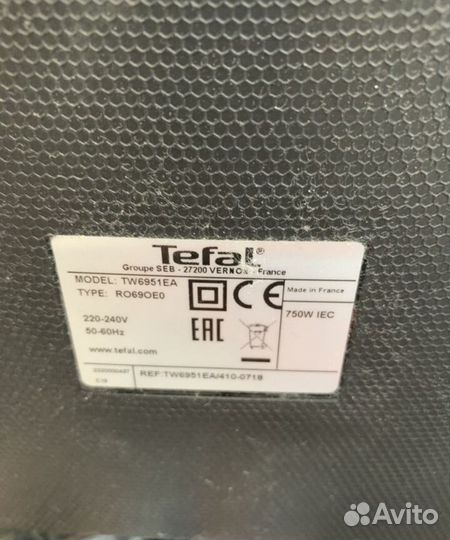 Tefal®
Groupe SEB - 27200 VERNON - France
MODEL: TW6951EA
TYPE: RO69OE0
220-240V
50-60Hz
www.tefal.com
CE
EAC
Made in France
750W IEC
REF:TW6951EA/410-0718
Avito